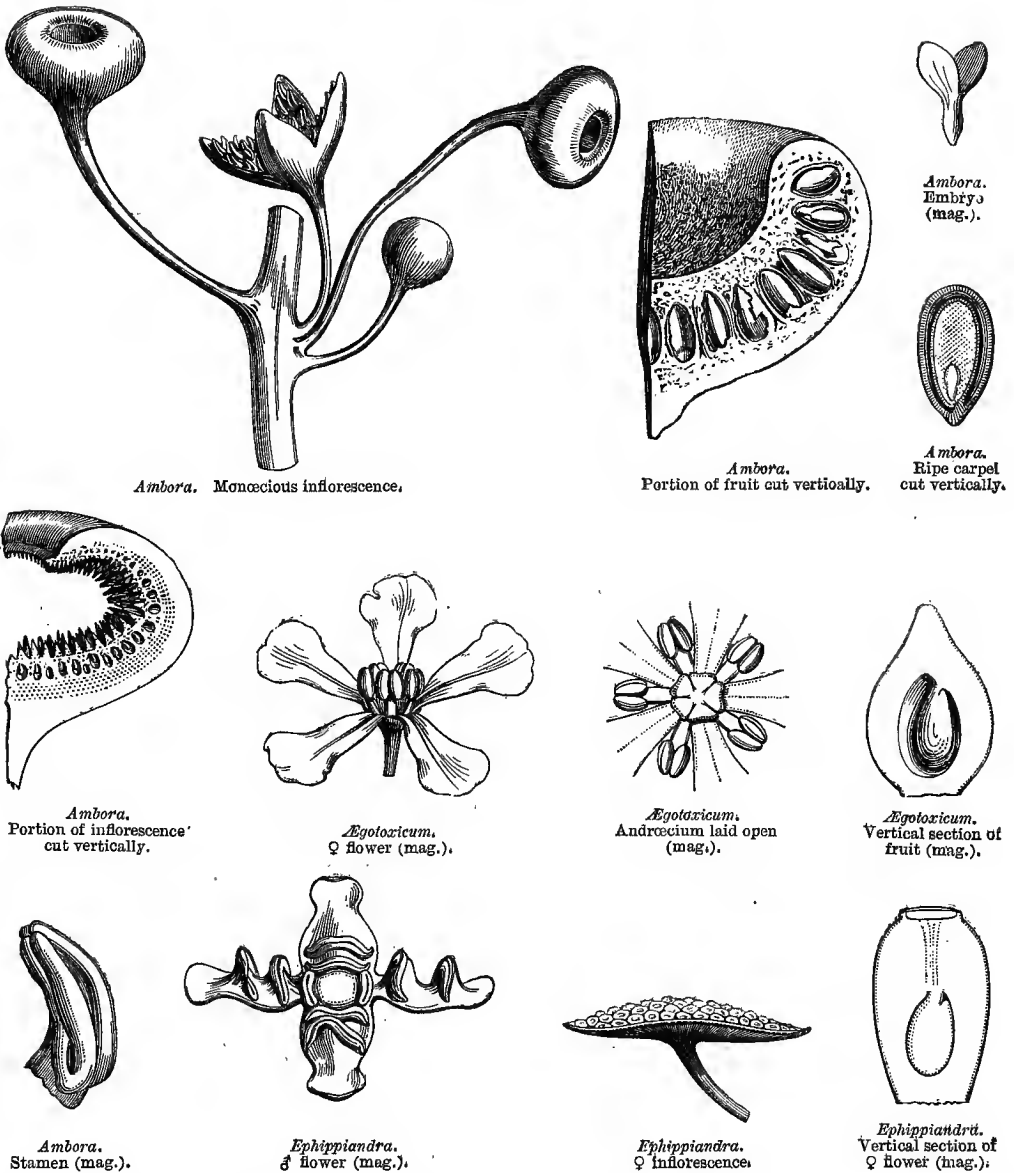 Ambora.
Embryo
(mag.).
Ambora. Monœcious inflorescence.
Ambora.
Portion of fruit cut vertically.
Ambora.
Ripe carpel
cut vertically.
Ambora.
Portion of inflorescence
cut vertically.
Ægotoxicum.
♀ flower (mag.).
Ægotoxicum.
Andrœcium laid open
(mag.).
Ægotoxicum.
Vertical section of
fruit (mag.).
Ambora.
Stamen (mag.).
Ephippiandra.
♂ flower (mag.).
Ephippiandra.
♀ inflorescence.
Ephippiandra.
Vertical section of
♀ flower (mag.).